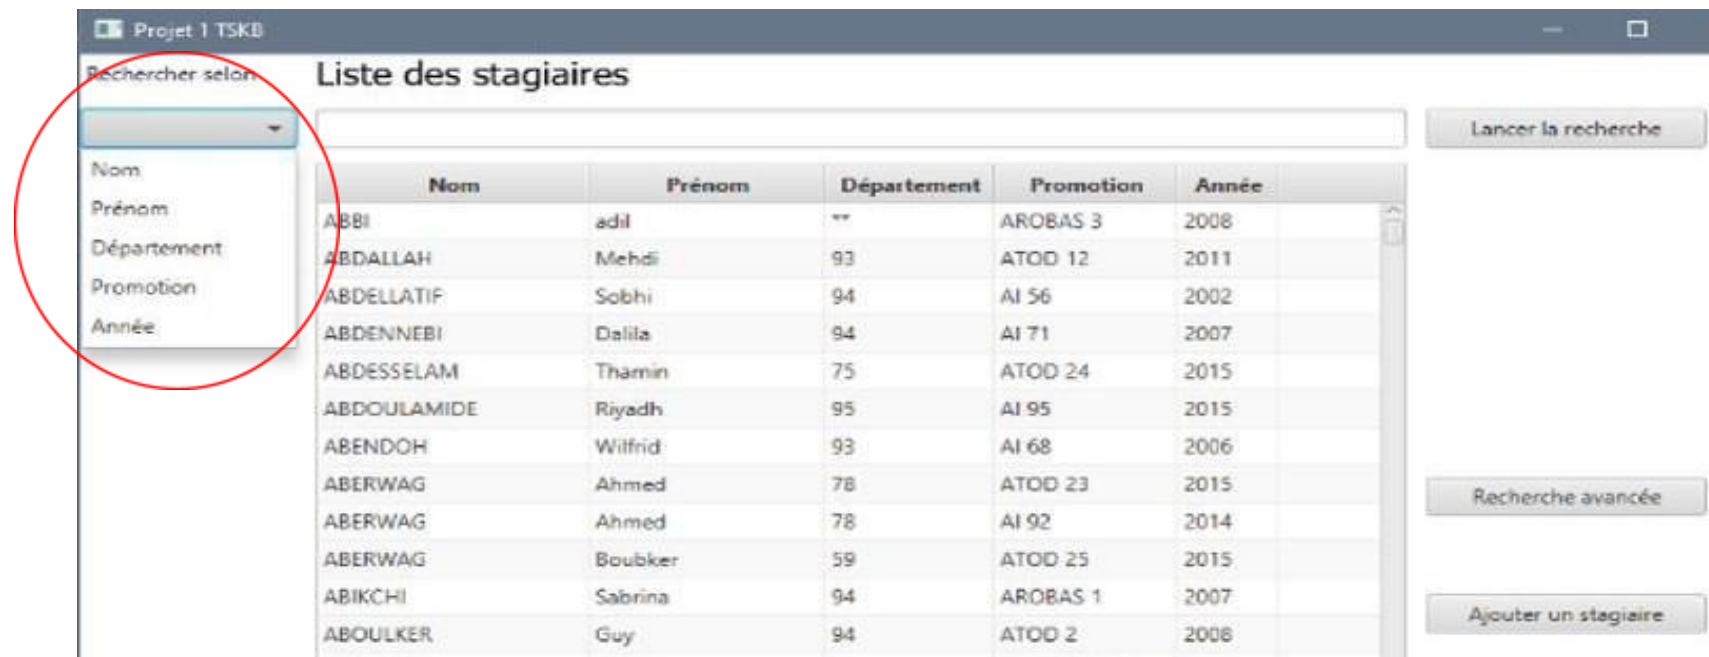 Projet 1 TSKB
Rechercher selon
Liste des stagiaires
Lancer la recherche
Nom
Prénom
Département
Promotion
Année
Nom Prénom Département Promotion Année
ABBI adil ** AROBAS 3 2008
ABDALLAH Mehdi 93 ATOD 12 2011
ABDELLATIF Sobhi 94 AI 56 2002
ABDENNEBI Dalila 94 AI 71 2007
ABDESSELAM Thamin 75 ATOD 24 2015
ABDOULAMIDE Riyadh 95 AI 95 2015
ABENDOH Wilfrid 93 AI 68 2006
ABERWAG Ahmed 78 ATOD 23 2015
ABERWAG Ahmed 78 AI 92 2014
ABERWAG Boubker 59 ATOD 25 2015
ABIKCHI Sabrina 94 AROBAS 1 2007
ABOULKER Guy 94 ATOD 2 2008
Recherche avancée
Ajouter un stagiaire